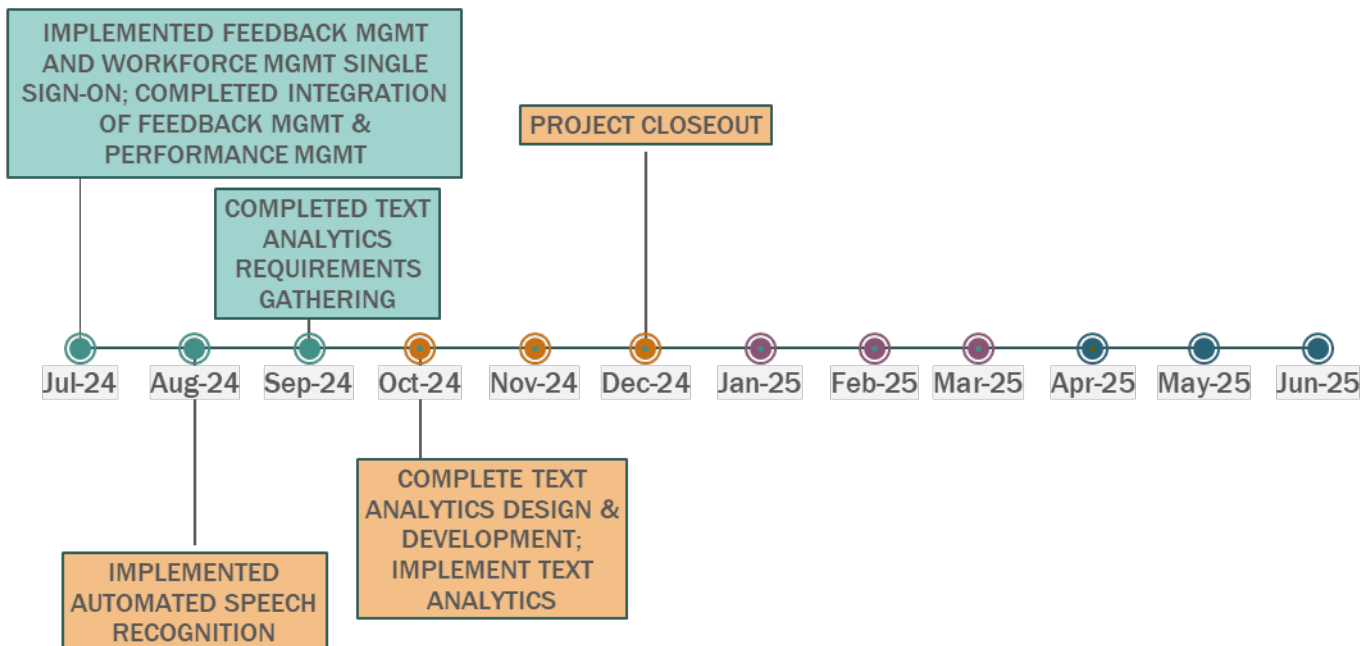 IMPLEMENTED FEEDBACK MGMT
AND WORKFORCE MGMT SINGLE
SIGN-ON; COMPLETED INTEGRATION
OF FEEDBACK MGMT &
PERFORMANCE MGMT
PROJECT CLOSEOUT
COMPLETED TEXT
ANALYTICS
REQUIREMENTS
GATHERING
Jul-24 Aug-24 Sep-24 Oct-24 Nov-24 Dec-24 Jan-25 Feb-25 Mar-25 Apr-25 May-25 Jun-25
COMPLETE TEXT
ANALYTICS DESIGN &
DEVELOPMENT;
IMPLEMENT TEXT
ANALYTICS
IMPLEMENTED
AUTOMATED SPEECH
RECOGNITION